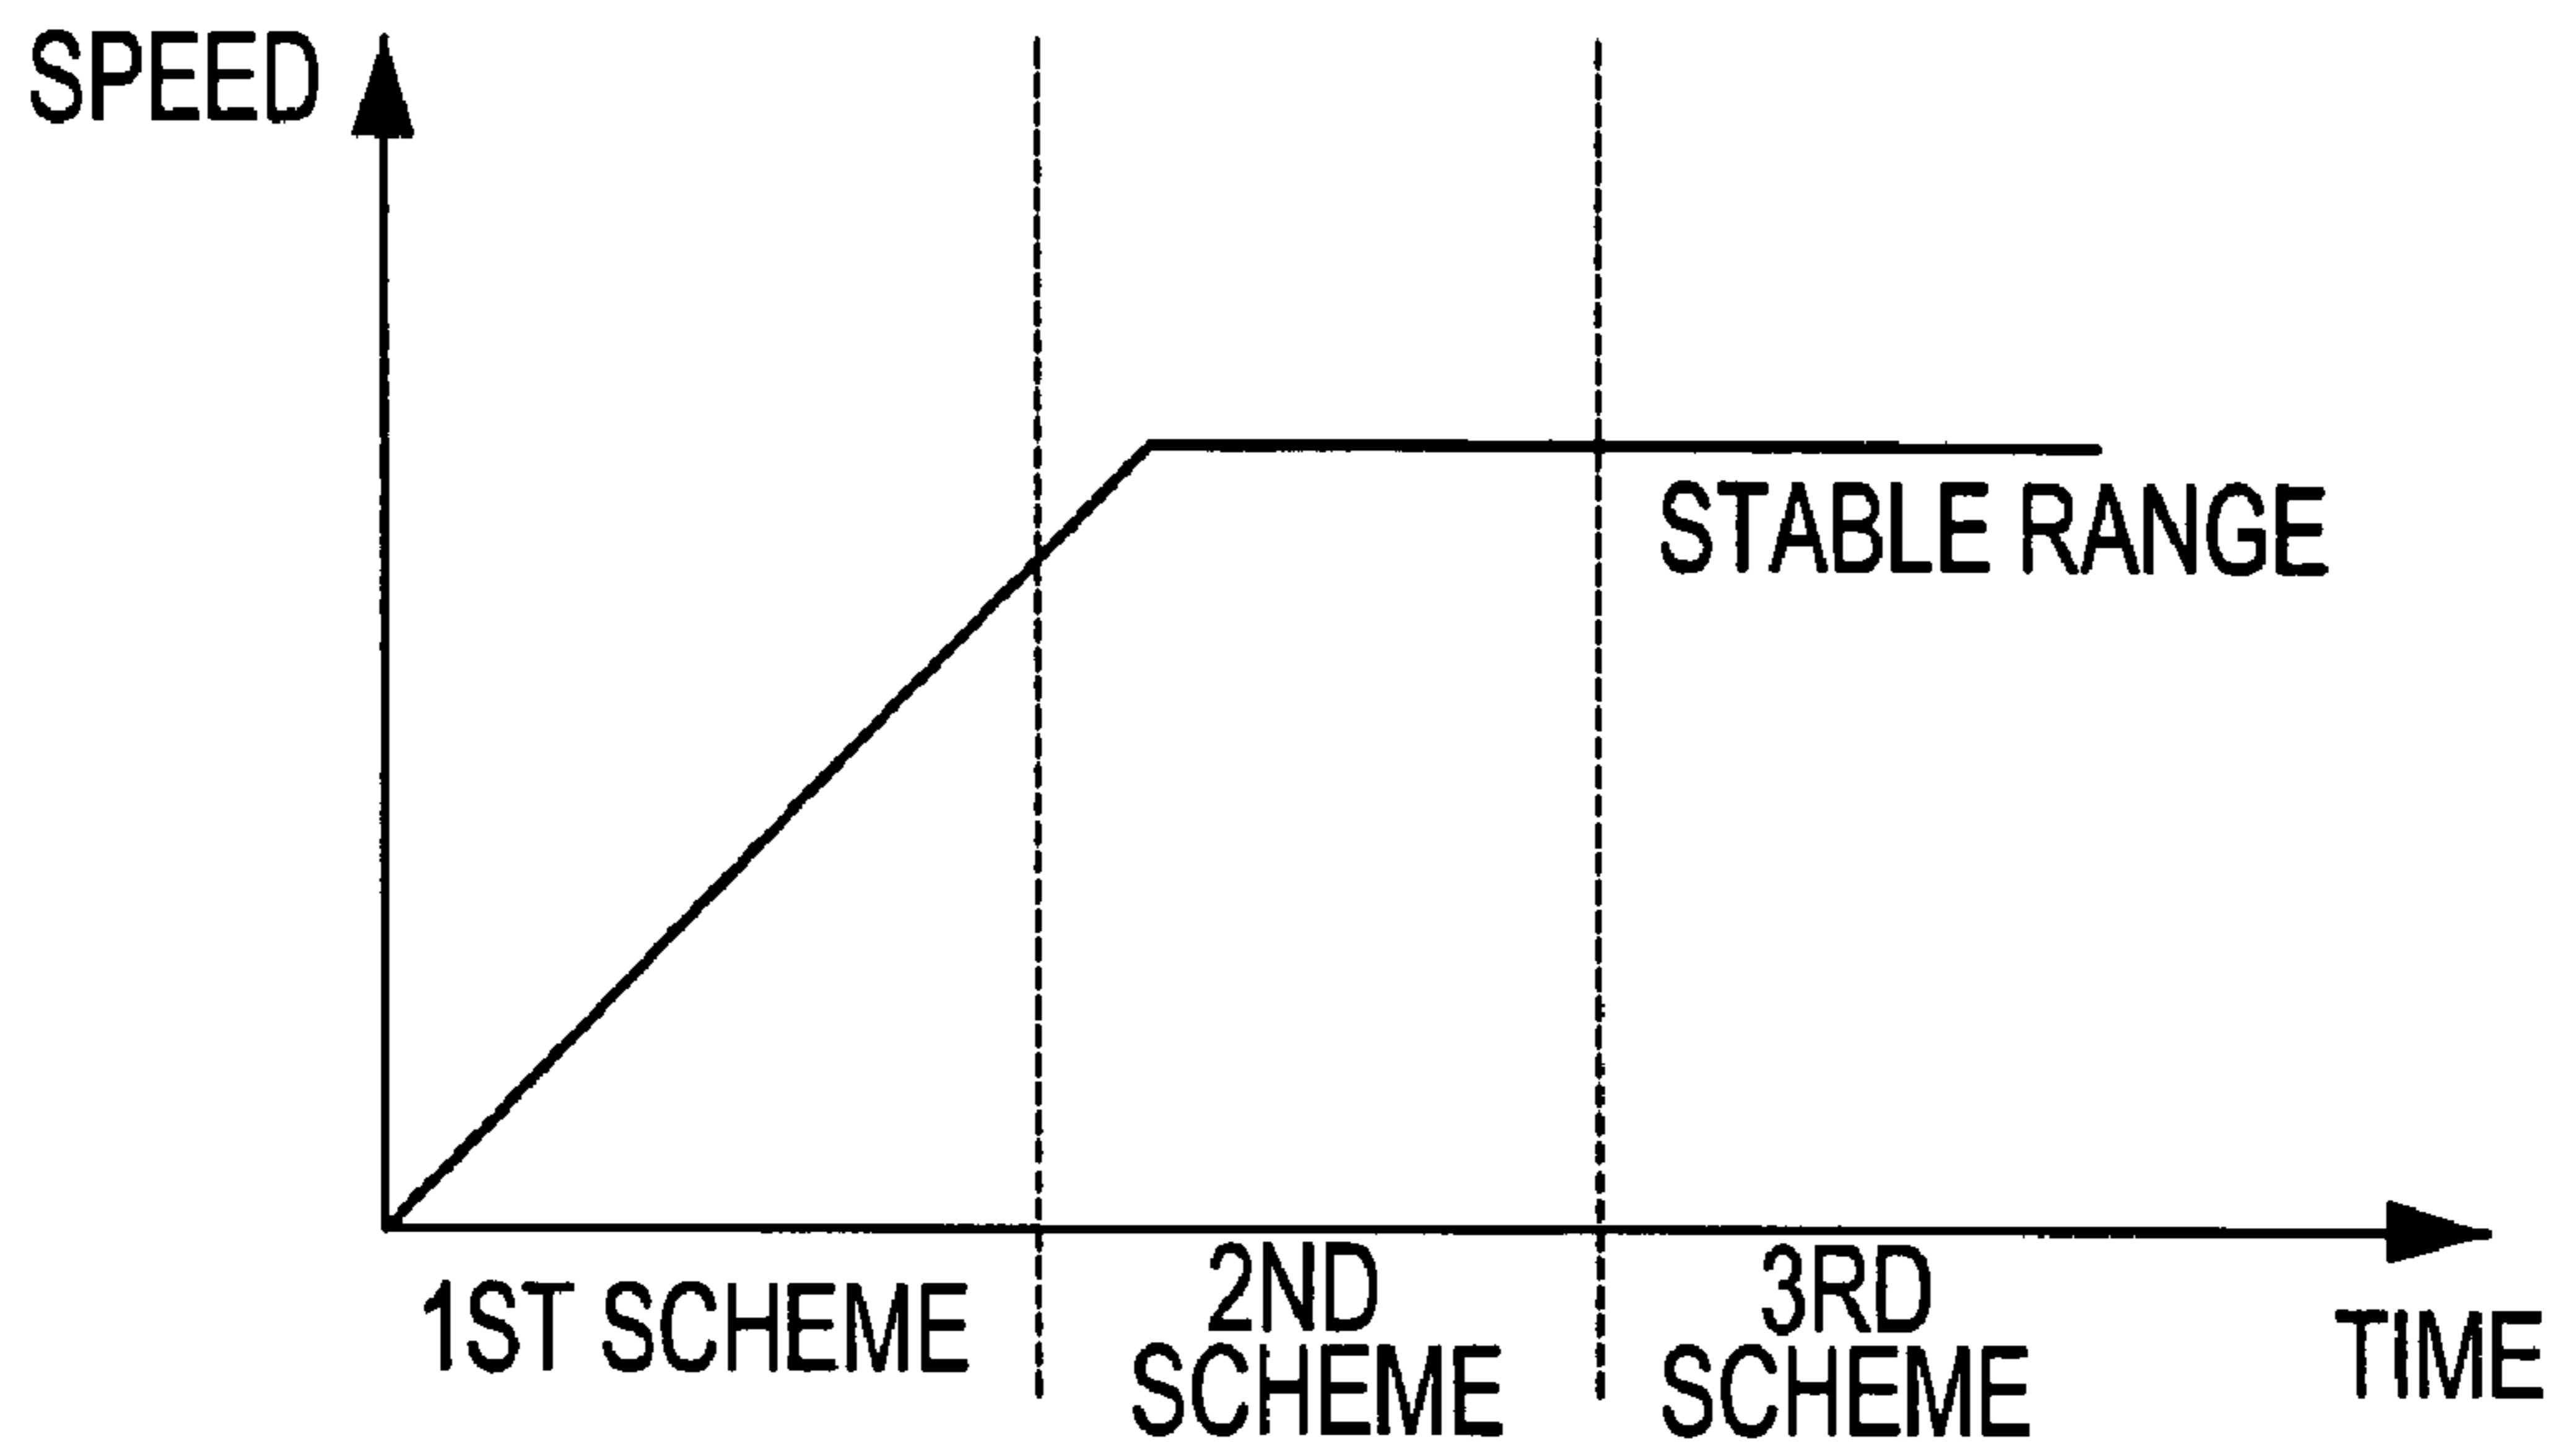 SPEED
STABLE RANGE
1ST SCHEME
2ND
SCHEME
3RD
SCHEME
TIME